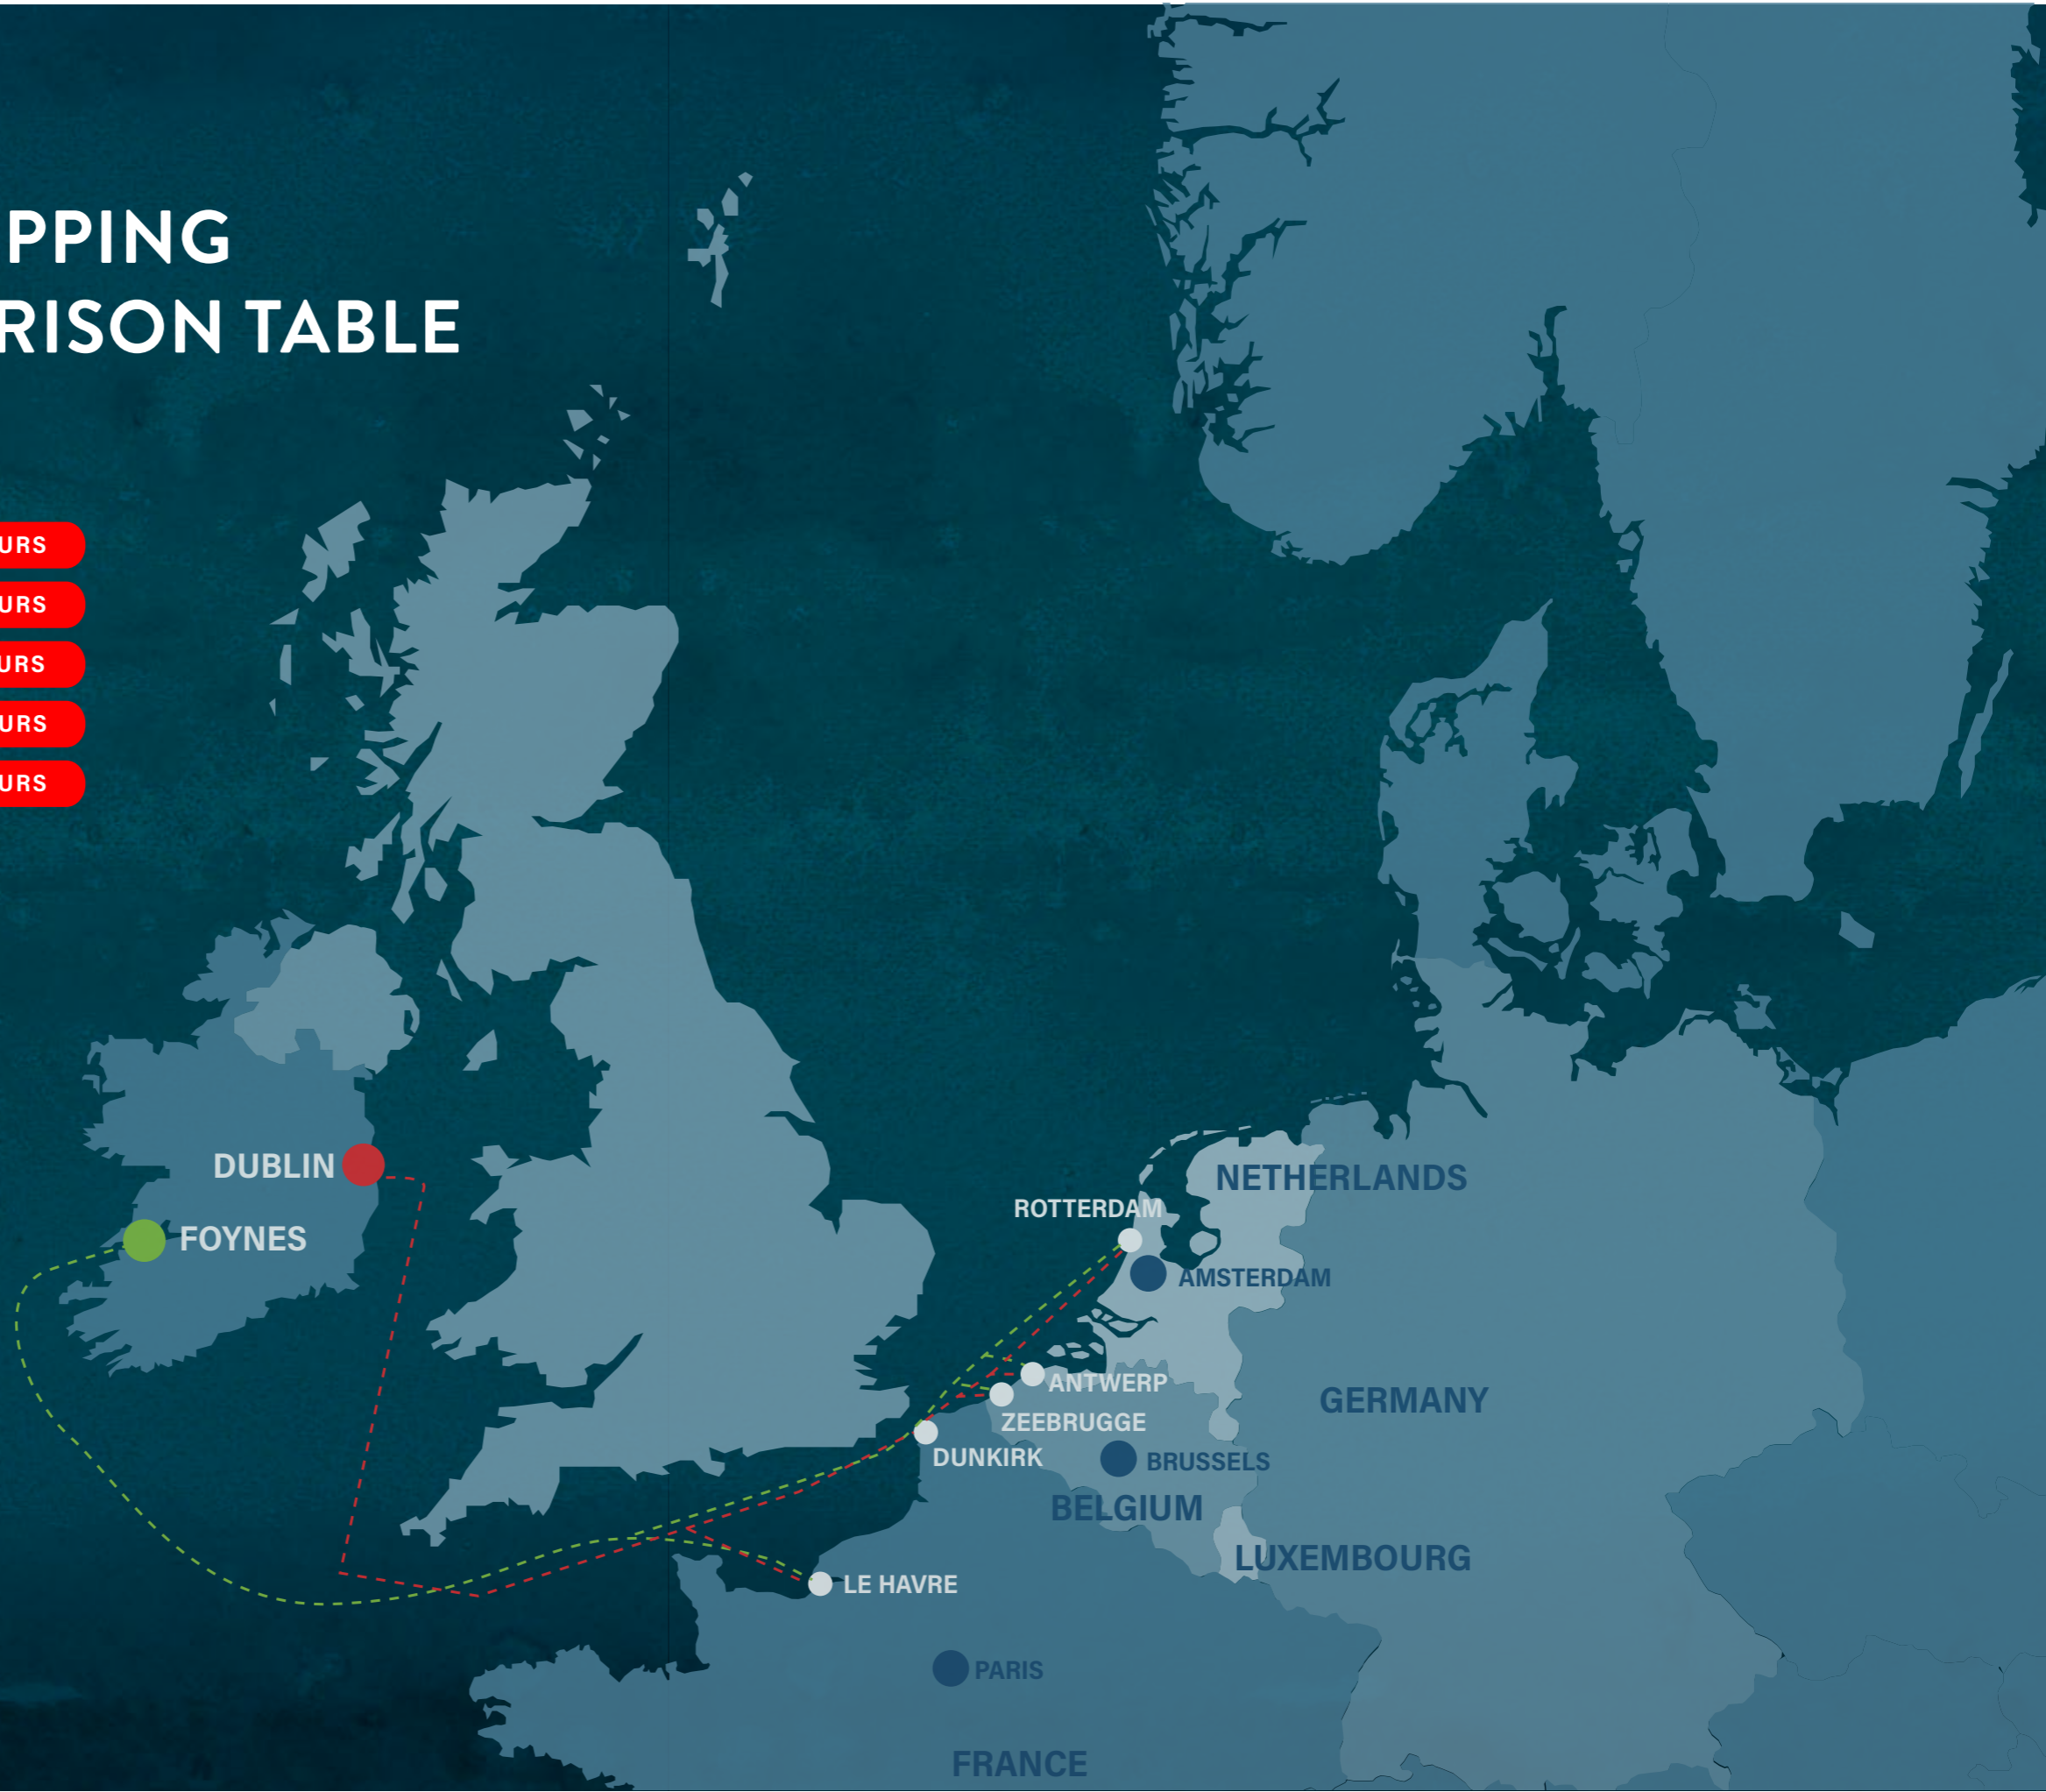 PPING
RISON TABLE
URS
URS
URS
URS
URS
DUBLIN
FOYNES
NETHERLANDS
ROTTERDAM
AMSTERDAM
ANTWERP
ZEEBRUGGE
DUNKIRK
GERMANY
BRUSSELS
BELGIUM
LUXEMBOURG
LE HAVRE
PARIS
FRANCE